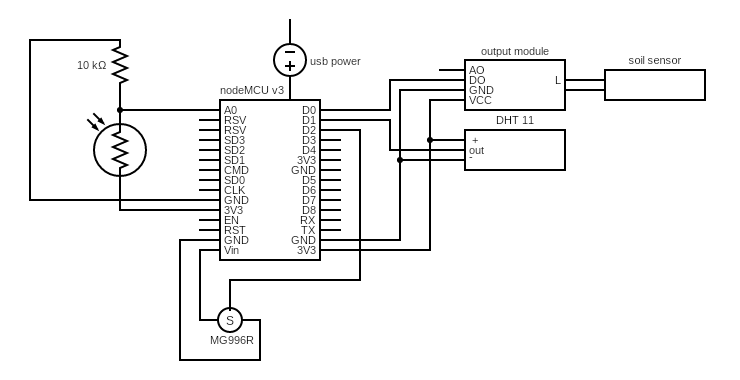 output module
soil sensor
10 kΩ
usb power
AO
DO
GND
VCC
L
nodeMCU v3
A0
RSV
RSV
SD3
SD2
SD1
CMD
SD0
CLK
GND
3V3
EN
RST
GND
Vin
D0
D1
D2
D3
D4
3V3
GND
D5
D6
D7
D8
RX
TX
GND
3V3
DHT 11
+
out
-
S
MG996R